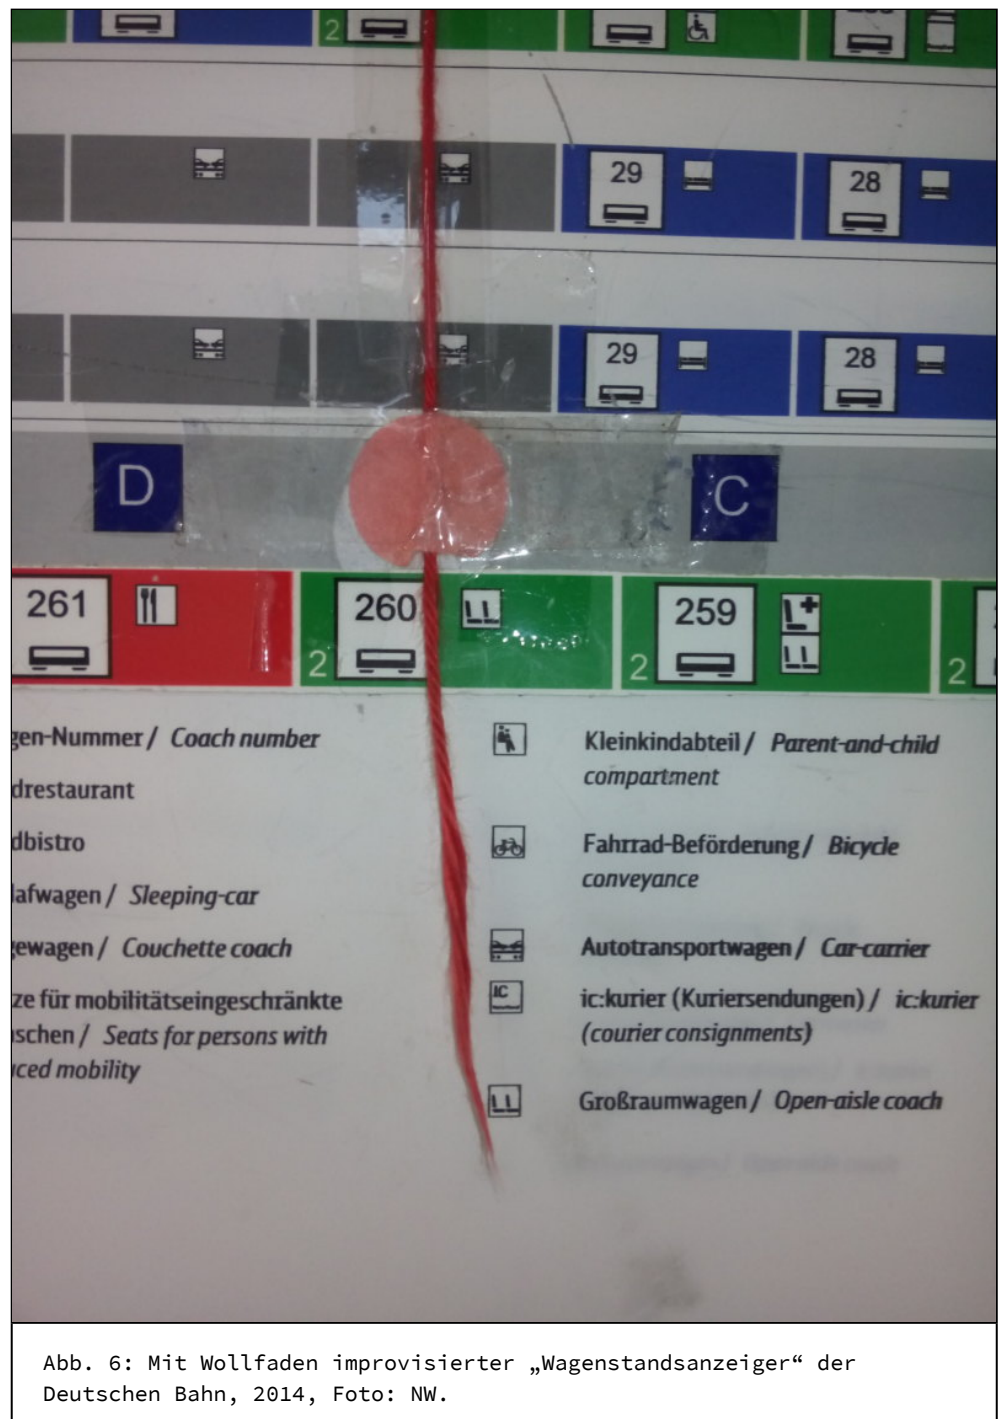 2
29
28
29
28
D
C
261
2
260
2
259
2
gen-Nummer / Coach number
drestaurant
dbistro
lafwagen / Sleeping-car
gewagen / Couchette coach
ze für mobilitätseingeschränkte
schen / Seats for persons with
ced mobility
Kleinkindabteil / Parent-and-child
compartment
Fahrrad-Beförderung / Bicycle
conveyance
Autotransportwagen / Car-carrier
IC
ic:kurier (Kuriersendungen) / ic:kurier
(courier consignments)
Großraumwagen / Open-aisle coach
Abb. 6: Mit Wollfaden improvisierter „Wagenstandsanzeiger“ der
Deutschen Bahn, 2014, Foto: NW.